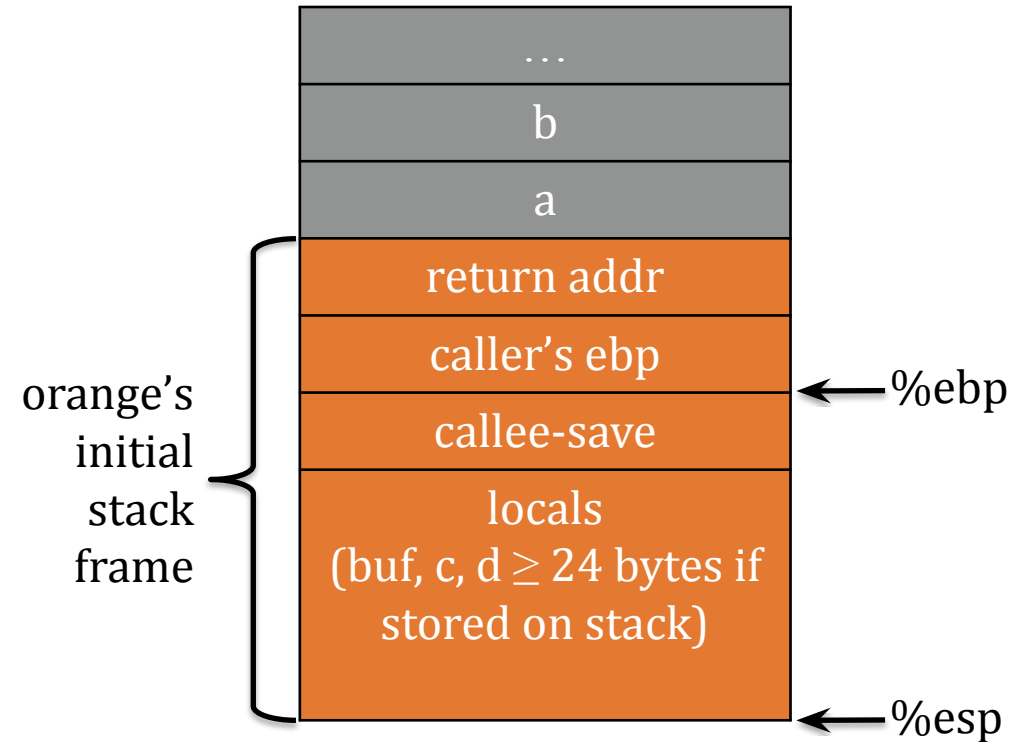 ...
b
a
return addr
caller’s ebp
%ebp
callee-save
orange’s
initial
stack
frame
locals
(buf, c, d ≥ 24 bytes if
stored on stack)
%esp